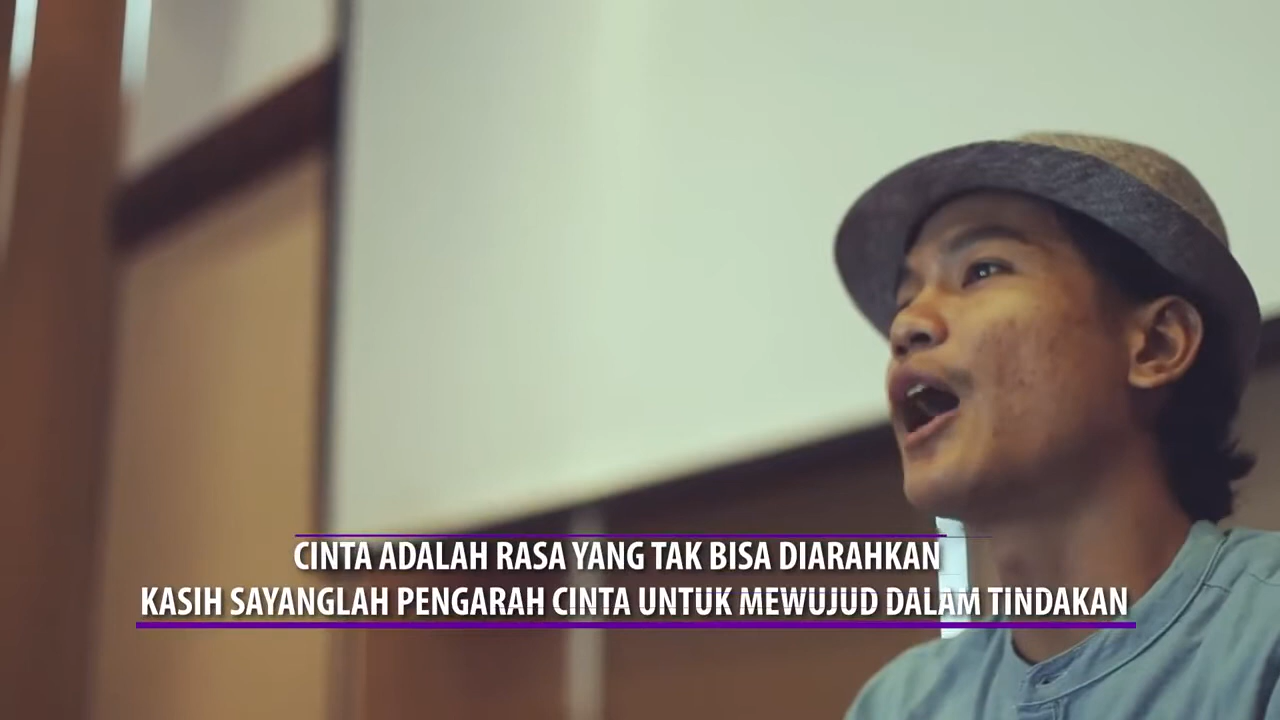 CINTA ADALAH RASA YANG TAK BISA DIARAHKAN
KASIH SAYANGLAH PENGARAH CINTA UNTUK MEWUJUD DALAM TINDAKAN